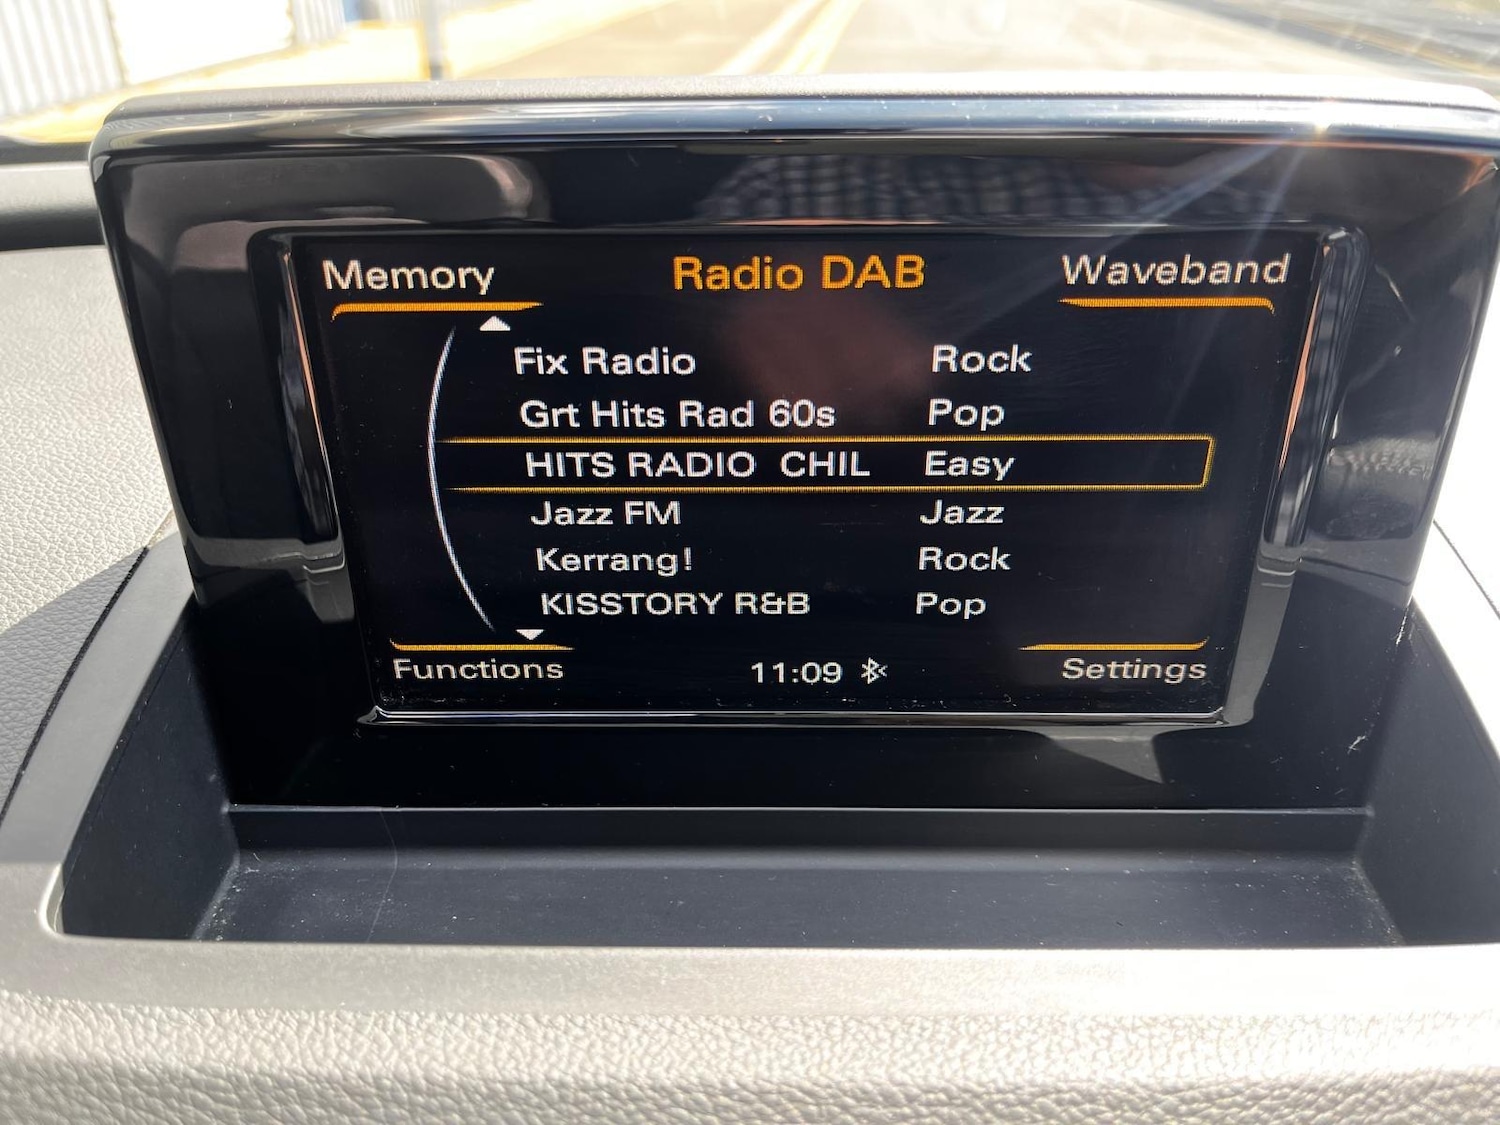 Memory Radio DAB Waveband
Fix Radio Rock
Grt Hits Rad 60s Pop
HITS RADIO CHIL Easy
Jazz FM Jazz
Kerrang! Rock
KISSTORY R&B Pop
Functions 11:09 Settings